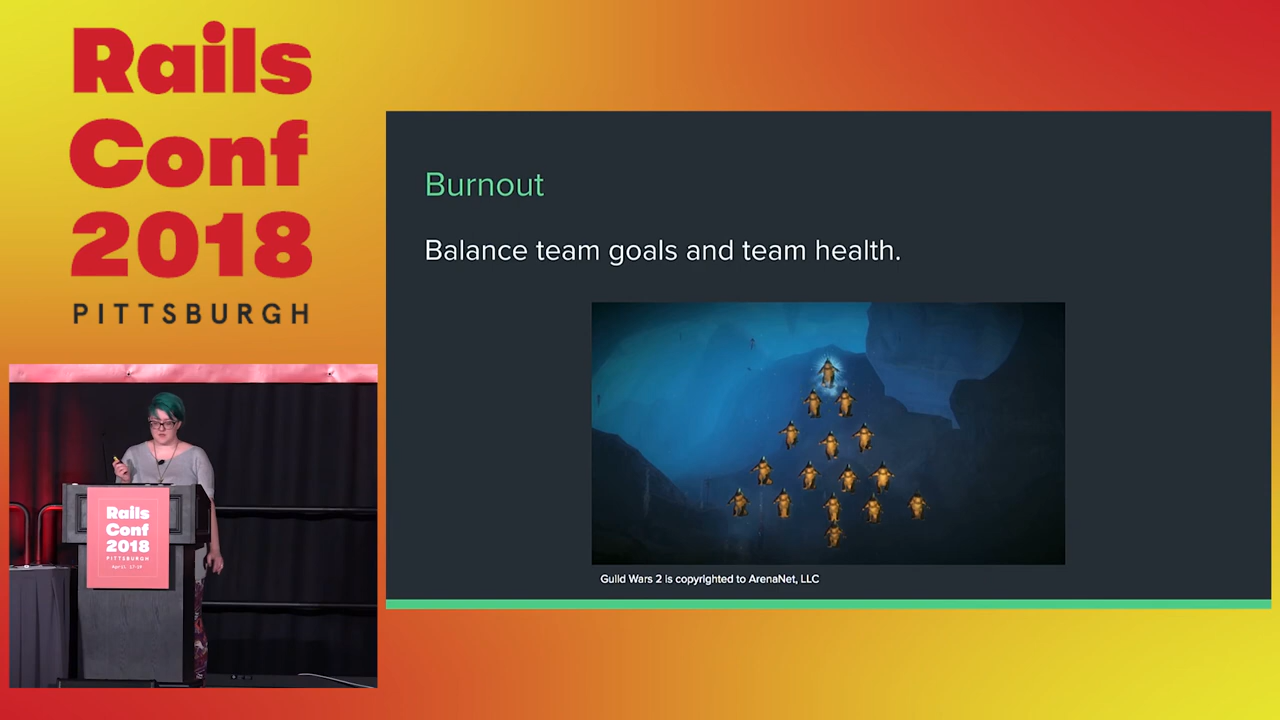 Rails
Conf
2018
PITTSBURGH
Burnout
Balance team goals and team health.
Guild Wars 2 is copyrighted to ArenaNet, LLC
Rails
Conf
2018
PITTSBURGH